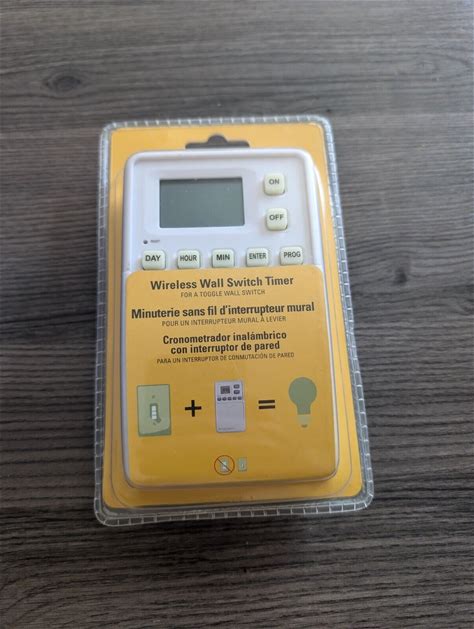 ON
OFF
RESET
DAY HOUR MIN ENTER PROG
Wireless Wall Switch Timer
FOR A TOGGLE WALL SWITCH
Minuterie sans fil d'interrupteur mural
POUR UN INTERRUPTEUR MURAL À LEVIER
Cronometrador inalámbrico
con interruptor de pared
PARA UN INTERRUPTOR DE CONMUTACIÓN DE PARED
+ =